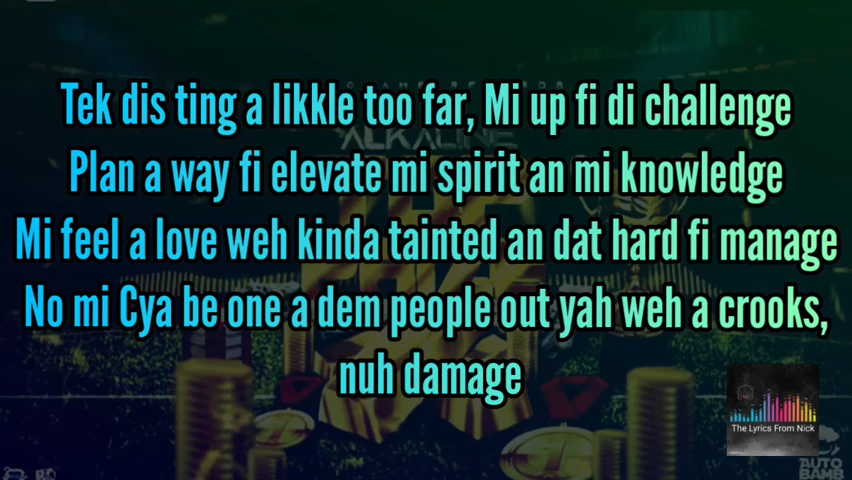 ALKALINE
Tek dis ting a likkle too far, Mi up fi di challenge
Plan a way fi elevate mi spirit an mi knowledge
Mi feel a love weh kinda tainted an dat hard fi manage
No mi Cya be one a dem people out yah weh a crooks,
nuh damage
The Lyrics From Nick
AUTO
BAMB